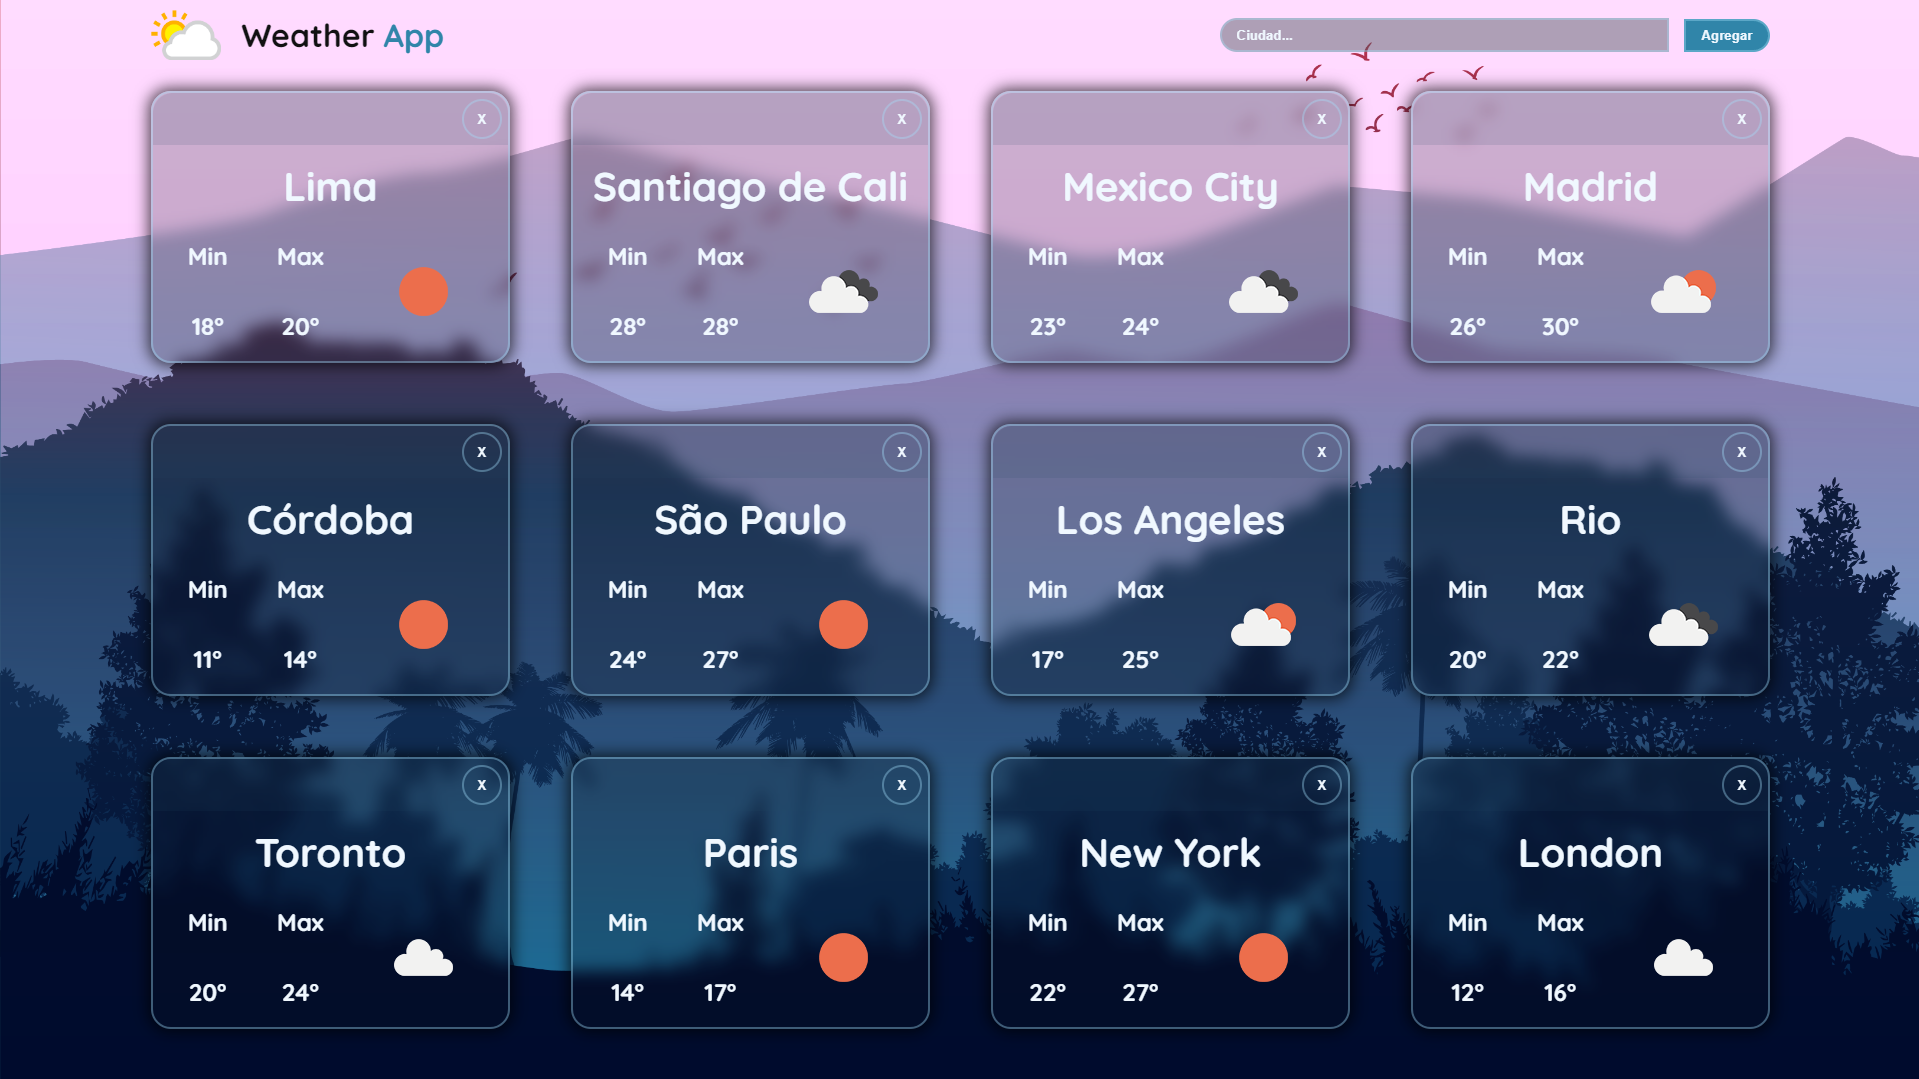 Weather App
Ciudad...
Agregar
X
Lima
Min Max
18° 20°
X
Santiago de Cali
Min Max
28° 28°
X
Mexico City
Min Max
23° 24°
X
Madrid
Min Max
26° 30°
X
Córdoba
Min Max
11° 14°
X
São Paulo
Min Max
24° 27°
X
Los Angeles
Min Max
17° 25°
X
Rio
Min Max
20° 22°
X
Toronto
Min Max
20° 24°
X
Paris
Min Max
14° 17°
X
New York
Min Max
22° 27°
X
London
Min Max
12° 16°